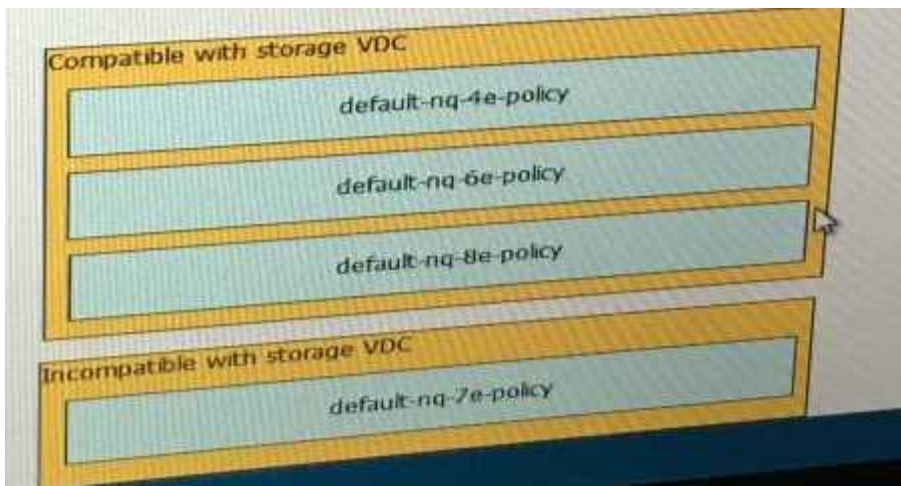 Compatible with storage VDC
default-nq-4e-policy
default-nq-6e-policy
default-nq-8e-policy
Incompatible with storage VDC
default-nq-7e-policy